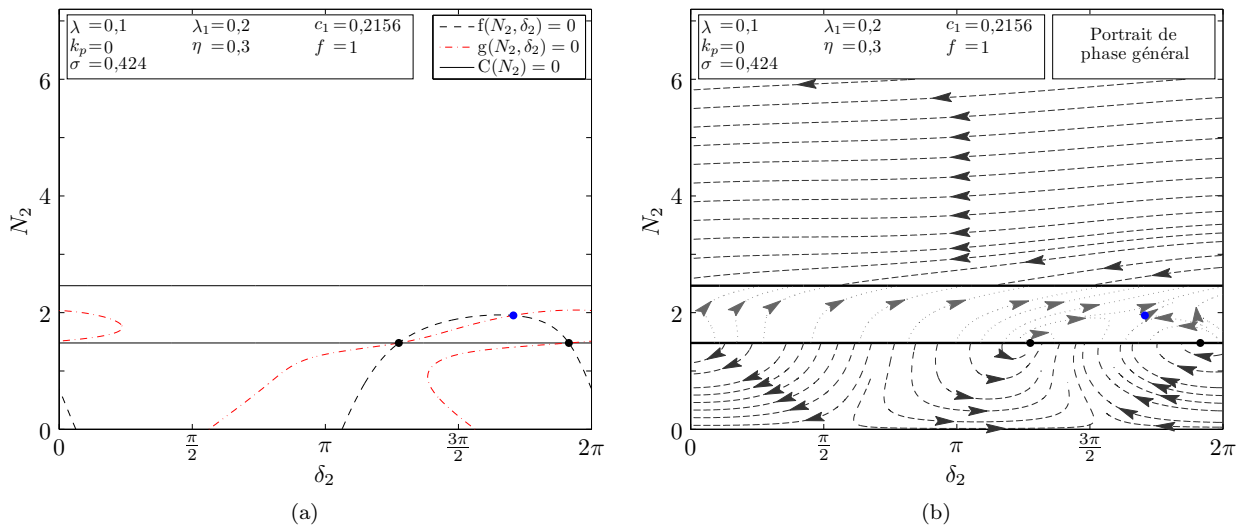 λ =0,1 λ₁=0,2 c₁=0,2156
kₚ=0 η =0,3 f =1
σ =0,424
f(N₂, δ₂) = 0
g(N₂, δ₂) = 0
C(N₂) = 0
N₂
6
4
2
0
0 π/2 π 3π/2 2π
δ₂
(a)
λ =0,1 λ₁=0,2 c₁=0,2156
kₚ=0 η =0,3 f =1
σ =0,424
Portrait de
phase général
N₂
6
4
2
0
0 π/2 π 3π/2 2π
δ₂
(b)